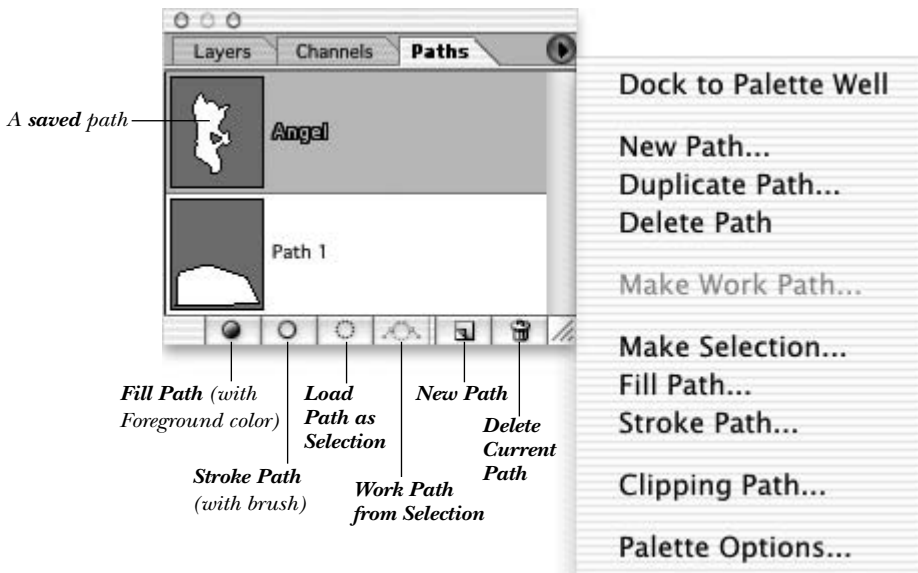 Layers Channels Paths
A saved path
Angel
Path 1
Fill Path (with
Foreground color)
Stroke Path
(with brush)
Load
Path as
Selection
Work Path
from Selection
New Path
Delete
Current
Path
Dock to Palette Well
New Path...
Duplicate Path...
Delete Path
Make Work Path...
Make Selection...
Fill Path...
Stroke Path...
Clipping Path...
Palette Options...